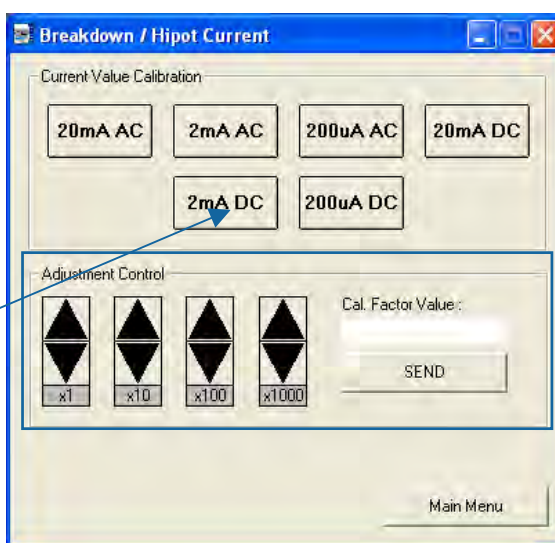 Breakdown / Hipot Current
Current Value Calibration
20mA AC 2mA AC 200uA AC 20mA DC
2mA DC 200uA DC
Adjustment Control
Cal. Factor Value :
SEND
x1 x10 x100 x1000
Main Menu